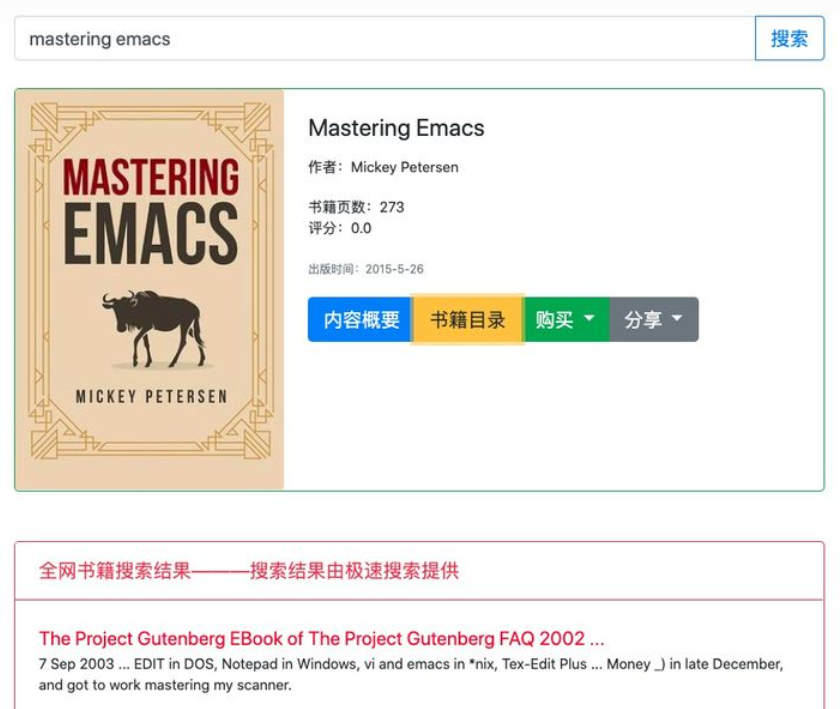 mastering emacs
搜索
MASTERING
EMACS
MICKEY PETERSEN
Mastering Emacs
作者：Mickey Petersen
书籍页数：273
评分：0.0
出版时间：2015-5-26
内容概要
书籍目录
购买
分享
全网书籍搜索结果———搜索结果由极速搜索提供
The Project Gutenberg EBook of The Project Gutenberg FAQ 2002 ...
7 Sep 2003 ... EDIT in DOS, Notepad in Windows, vi and emacs in *nix, Tex-Edit Plus ... Money _) in late December,
and got to work mastering my scanner.